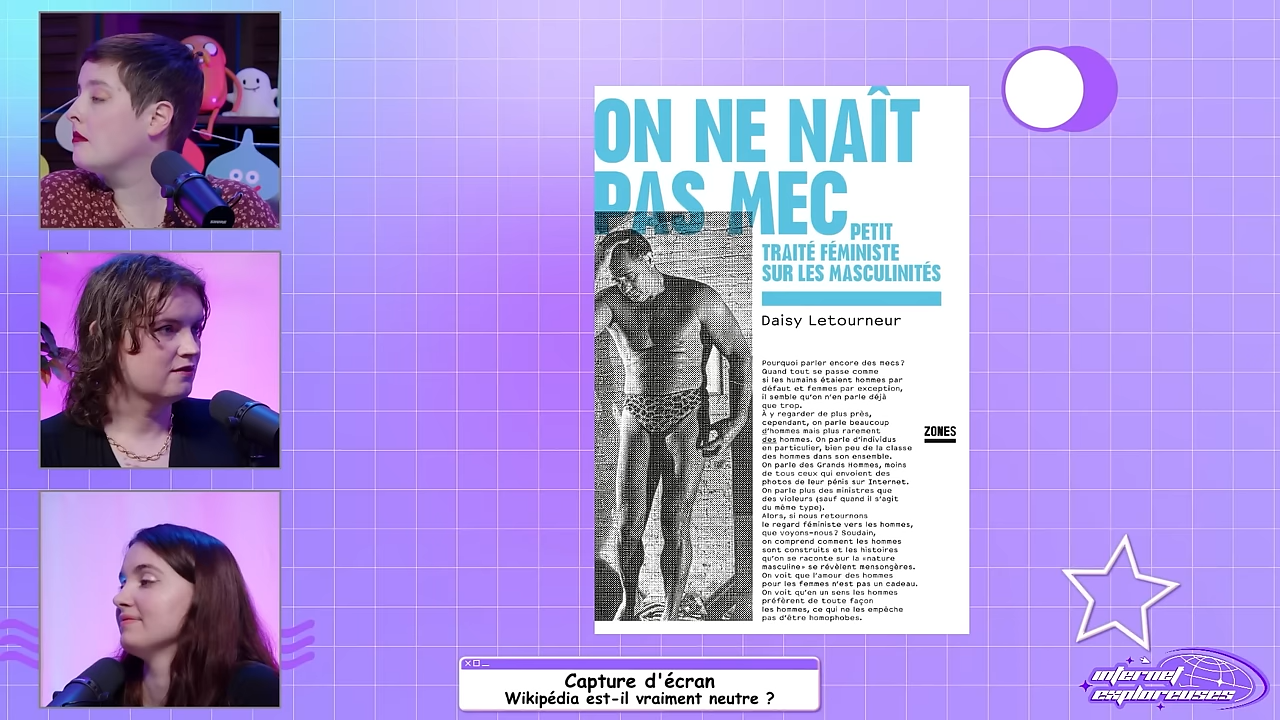 ON NE NAÎT
PAS MEC
PETIT
TRAITÉ FÉMINISTE
SUR LES MASCULINITÉS
Daisy Letourneur
Pourquoi parler encore des mecs?
Quand tout se passe comme
si les humains étaient hommes par
défaut et femmes par exception,
il semble qu'on n'en parle déjà
que trop.
À y regarder de plus près,
cependant, on parle beaucoup
d'hommes mais plus rarement
des hommes. On parle d'individus
en particulier, bien peu de la classe
des hommes dans son ensemble.
On parle des Grands Hommes, moins
de tous ceux qui envoient des
photos de leur pénis sur Internet.
On parle plus des ministres que
des violeurs (sauf quand il s'agit
du même type).
Alors, si nous retournons
le regard féministe vers les hommes,
que voyons-nous? Soudain,
on comprend comment les hommes
sont construits et les histoires
qu'on se raconte sur la «nature
masculine» se révèlent mensongères.
On voit que l'amour des hommes
pour les femmes n'est pas un cadeau.
On voit qu'en un sens les hommes
préfèrent de toute façon
les hommes, ce qui ne les empêche
pas d'être homophobes.
ZONES
Capture d'écran
Wikipédia est-il vraiment neutre ?
internet
exploreuses